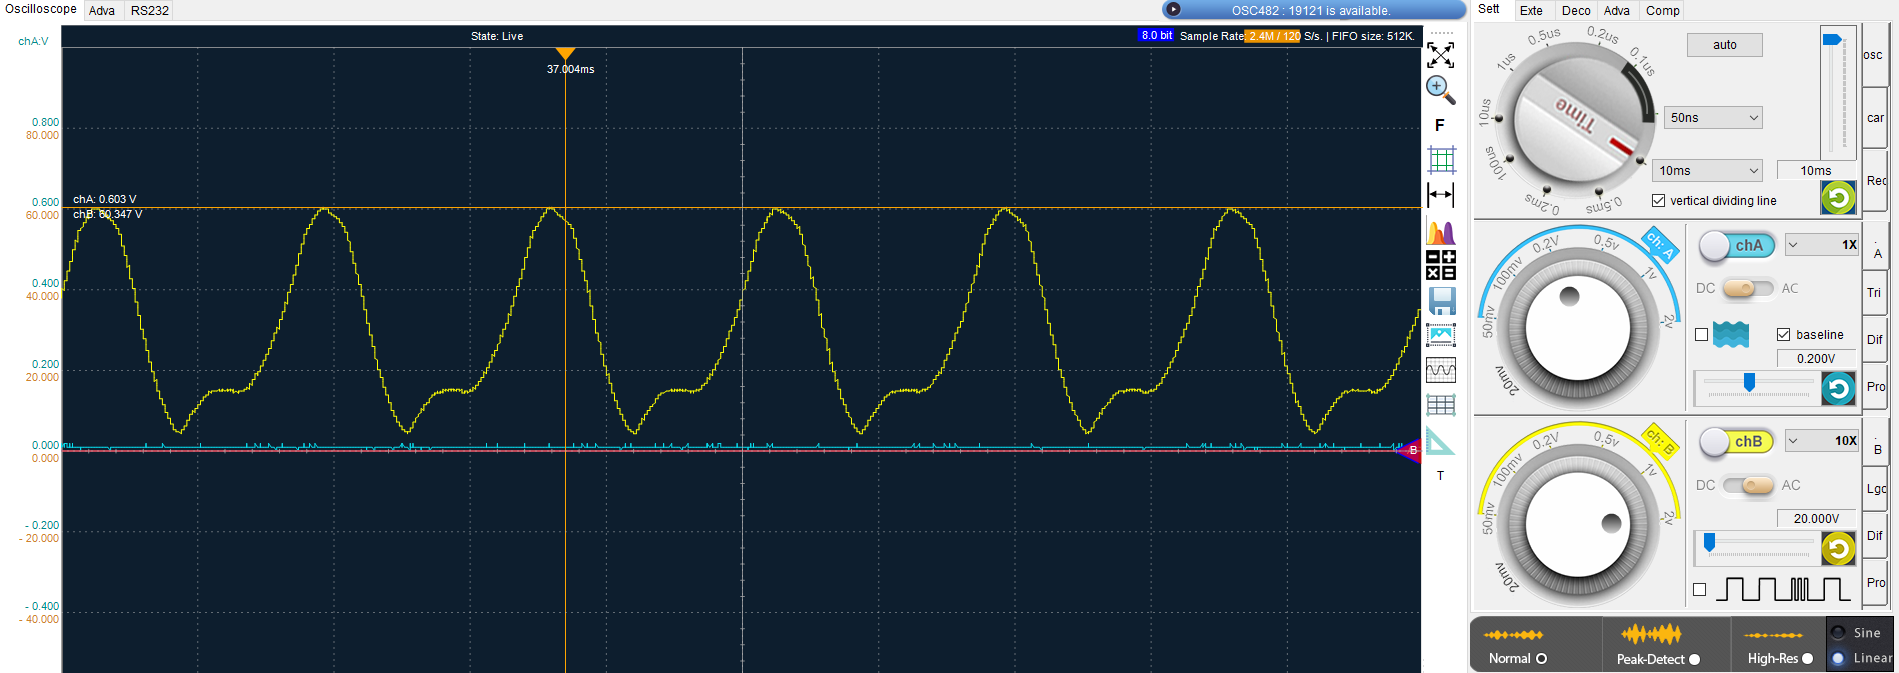 Oscilloscope Adva RS232
OSC482 : 19121 is available.
Sett Exte Deco Adva Comp
chA:V
State: Live
8.0 bit Sample Rate 2.4M / 120 S/s. | FIFO size: 512K.
37.004ms
0.800
80.000
chA: 0.603 V
0.600
60.000
chB: 60.347 V
0.400
40.000
0.200
20.000
0.000
0.000
- 0.200
- 20.000
- 0.400
- 40.000
B
F
T
Time
10us
1us
0.5us
0.2us
0.1us
100us
0.2ms
0.5ms
auto
50ns
10ms
10ms
vertical dividing line
osc
car
Rec
ch: A
20mv
50mv
100mv
0.2V
0.5v
1v
2v
chA
1X
DC AC
baseline
0.200V
A
Tri
Dif
Pro
ch: B
20mv
50mv
100mv
0.2V
0.5v
1v
2v
chB
10X
DC AC
20.000V
B
Lgc
Dif
Pro
Normal
Peak-Detect
High-Res
Sine
Linear